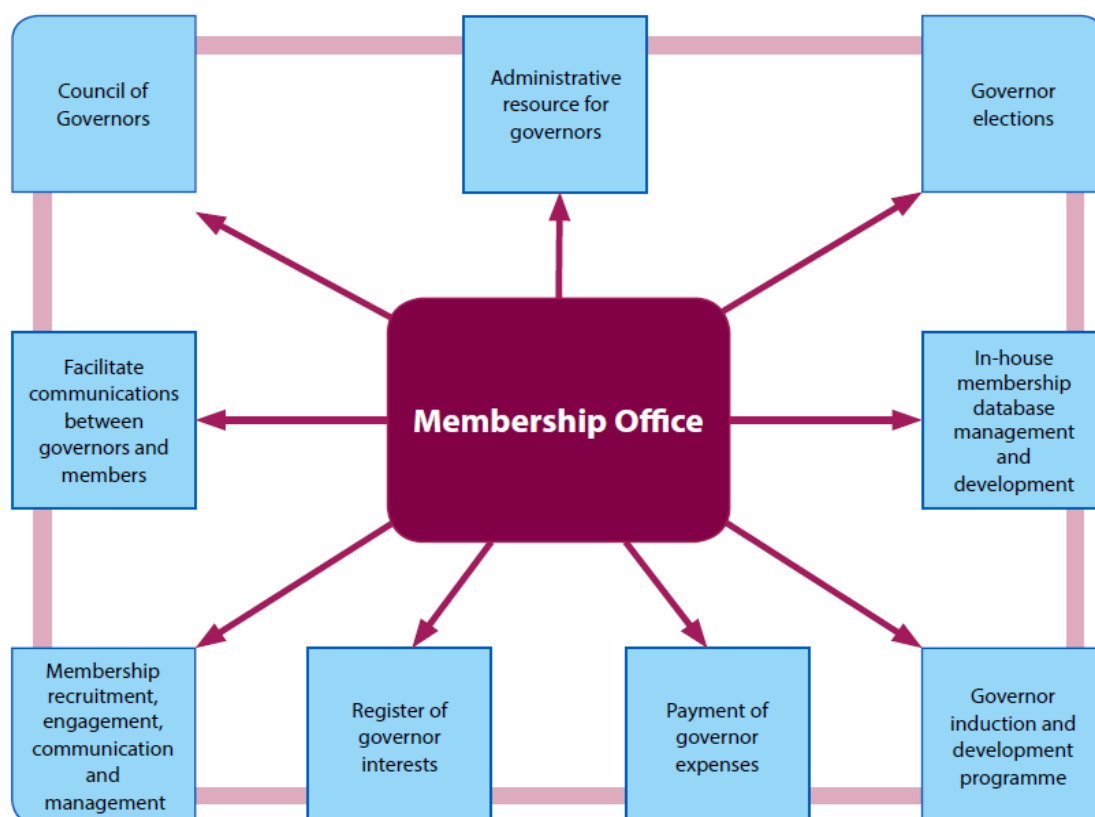 Council of
Governors
Administrative
resource for
governors
Governor
elections
Facilitate
communications
between
governors and
members
Membership Office
In-house
membership
database
management
and
development
Membership
recruitment,
engagement,
communication
and
management
Register of
governor
interests
Payment of
governor
expenses
Governor
induction and
development
programme